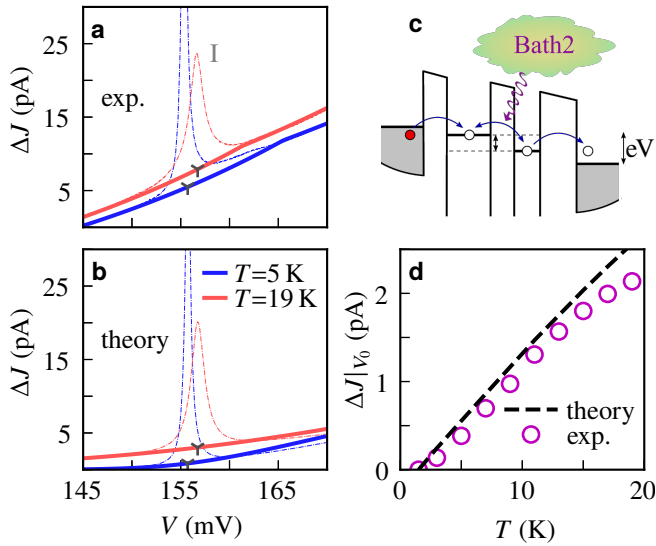 a
ΔJ (pA)
25
15
5
exp.
I
c
Bath2
eV
b
ΔJ (pA)
25
15
5
T=5 K
T=19 K
theory
145
155
165
V (mV)
d
ΔJ|V₀ (pA)
2
1
0
theory
exp.
0
10
20
T (K)